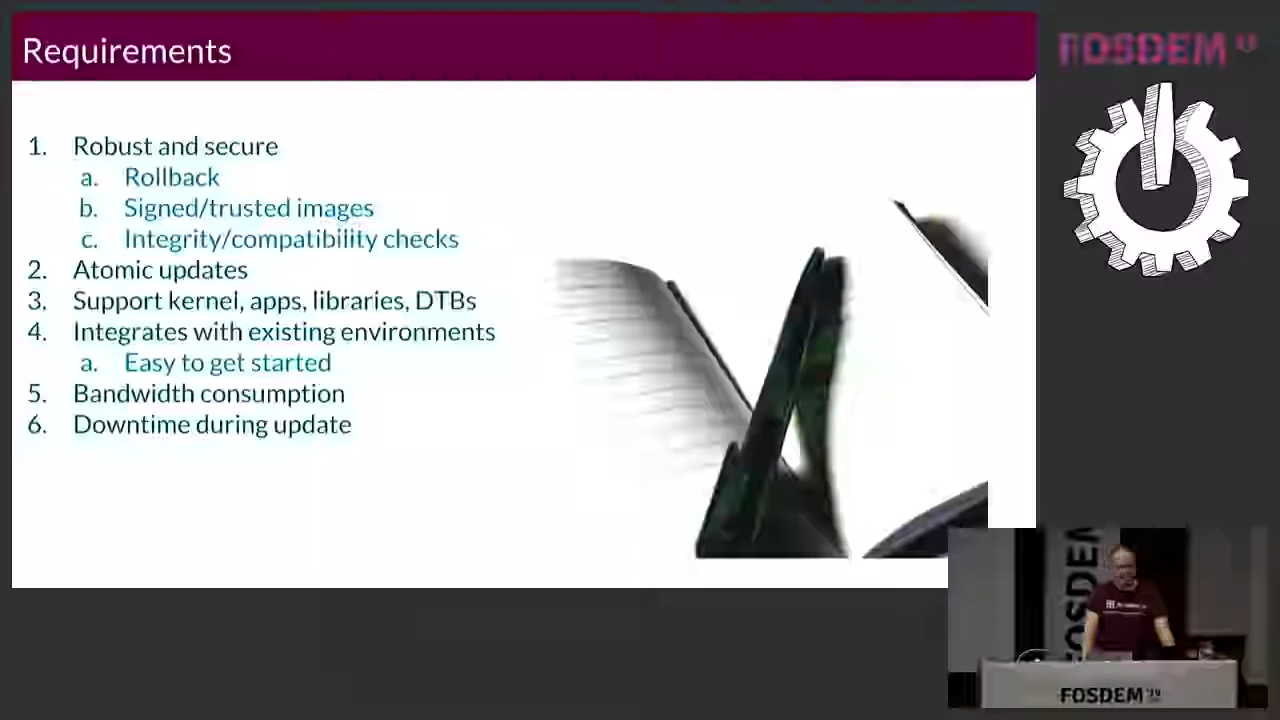 Requirements
1. Robust and secure
a. Rollback
b. Signed/trusted images
c. Integrity/compatibility checks
2. Atomic updates
3. Support kernel, apps, libraries, DTBs
4. Integrates with existing environments
a. Easy to get started
5. Bandwidth consumption
6. Downtime during update
FOSDEM
FOSDEM
FOSDEM '19